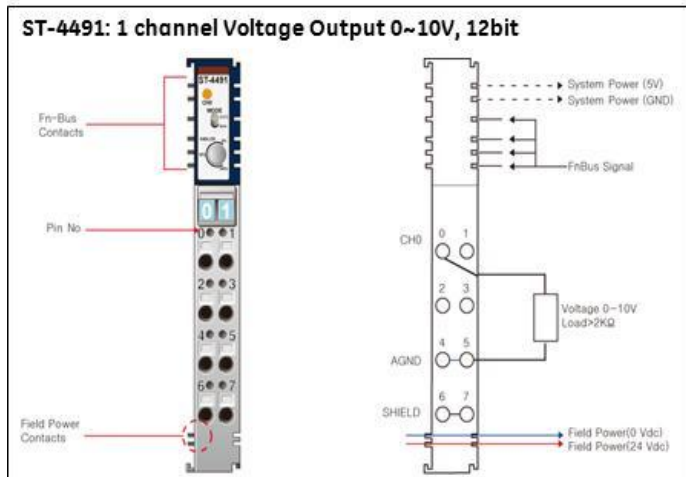 ST-4491: 1 channel Voltage Output 0~10V, 12bit
Fn-Bus
Contacts
ST-4491
CH0
MODE
ANALOG
0 1
Pin No
0 1
2 3
4 5
6 7
Field Power
Contacts
System Power (5V)
System Power (GND)
FnBus Signal
CH0
0 1
2 3
Voltage 0-10V
Load>2KΩ
AGND
4 5
SHIELD
6 7
Field Power(0 Vdc)
Field Power(24 Vdc)